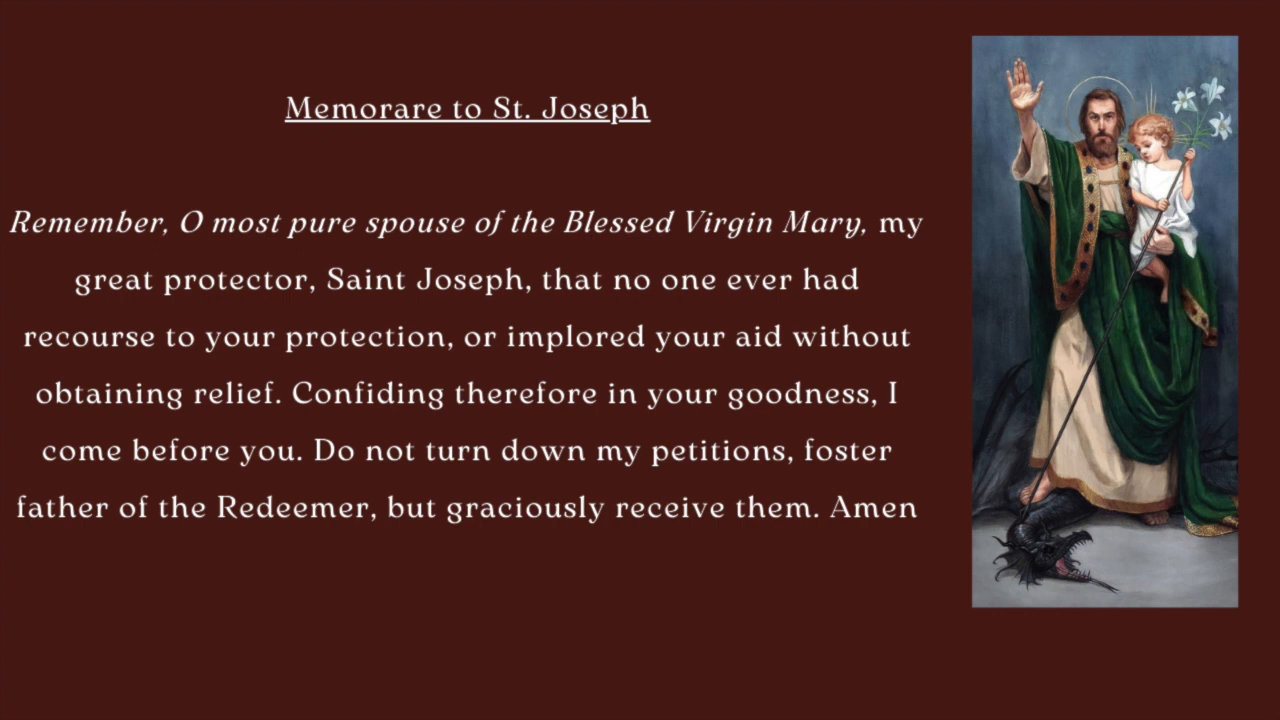 Memorare to St. Joseph
Remember, O most pure spouse of the Blessed Virgin Mary, my
great protector, Saint Joseph, that no one ever had
recourse to your protection, or implored your aid without
obtaining relief. Confiding therefore in your goodness, I
come before you. Do not turn down my petitions, foster
father of the Redeemer, but graciously receive them. Amen